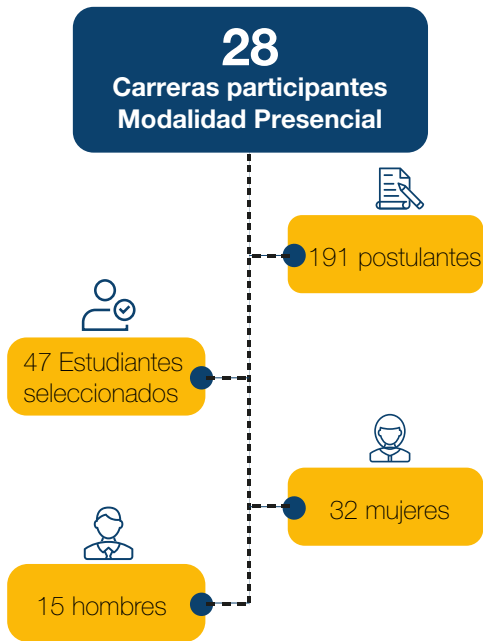 28
Carreras participantes
Modalidad Presencial
191 postulantes
47 Estudiantes
seleccionados
32 mujeres
15 hombres